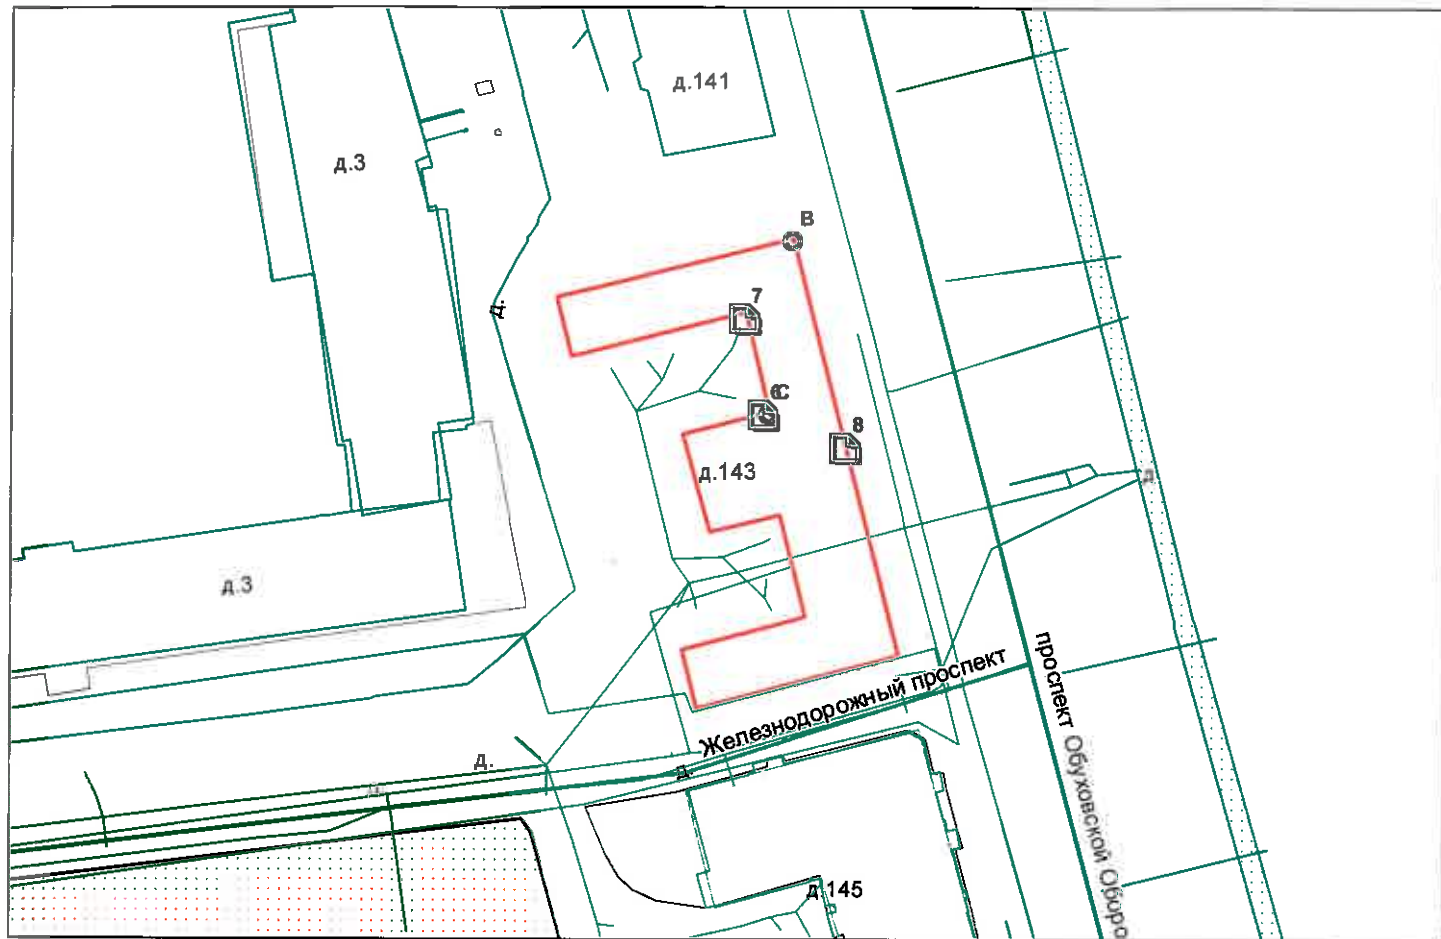 д.141
д.3
В
7
д.
6С
8
д.143
д
д.3
Железнодорожный проспект
проспект Обуховской Оборо
д.
д.
д.145